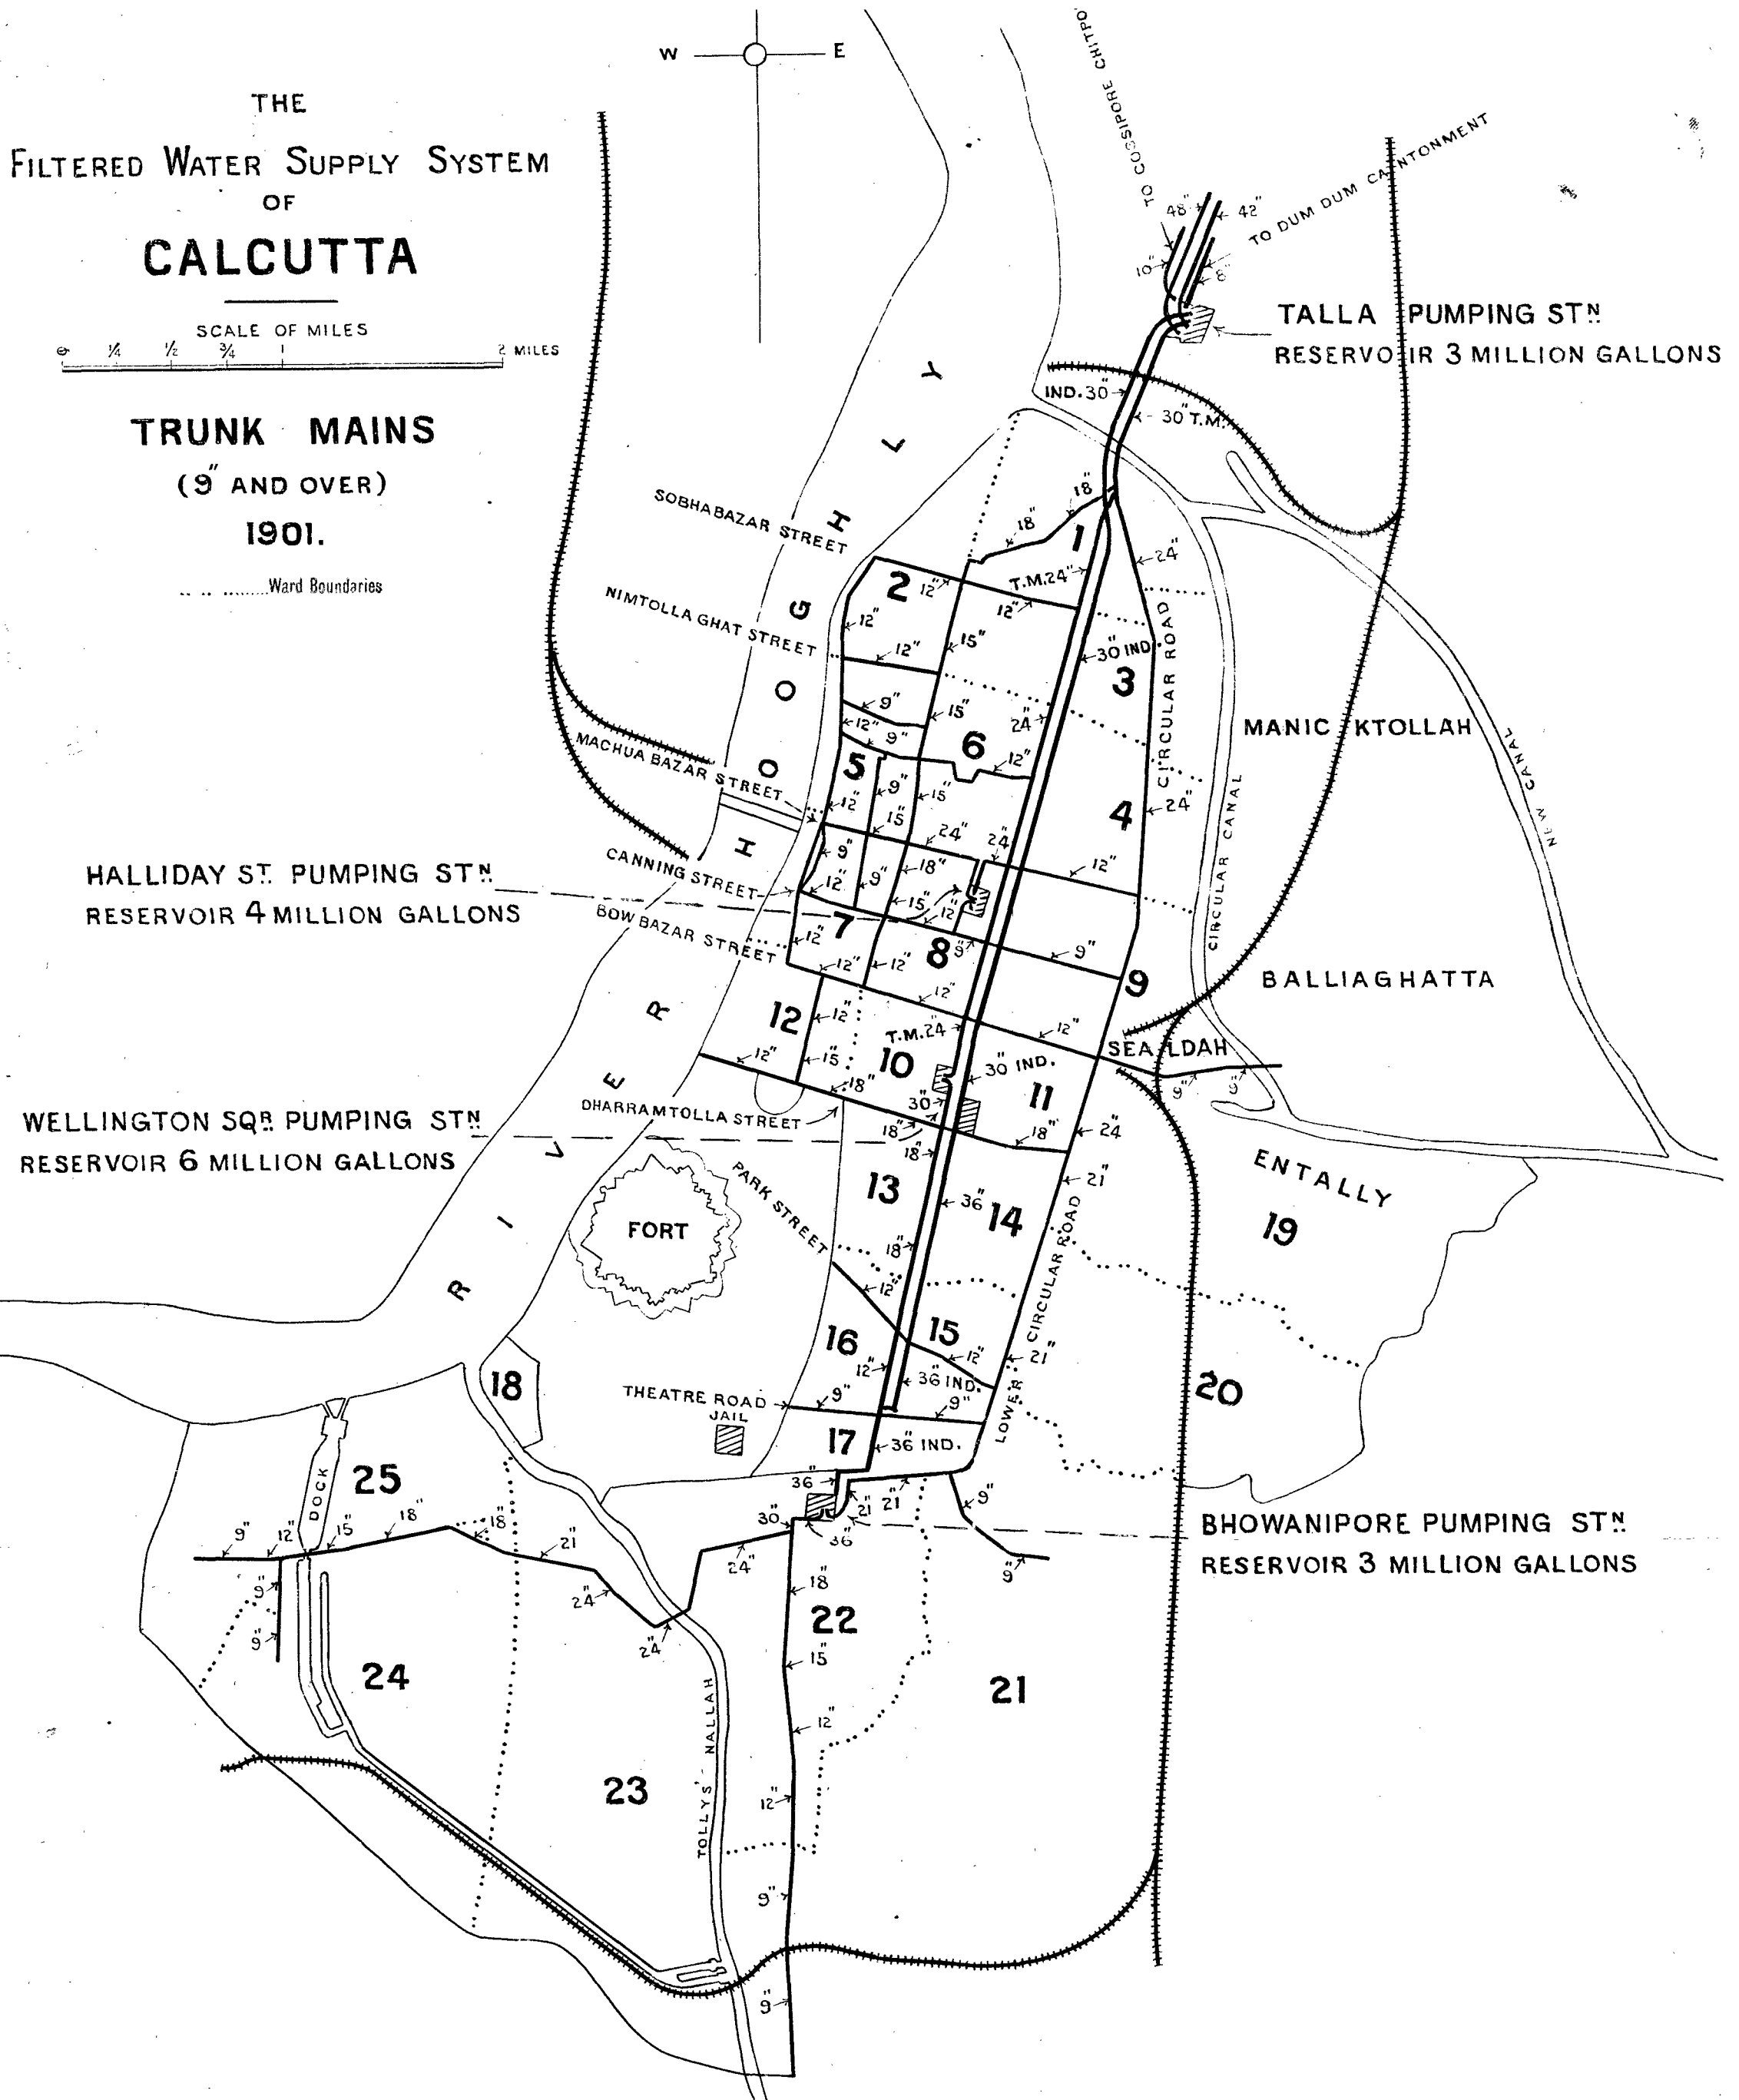 THE
FILTERED WATER SUPPLY SYSTEM
OF
CALCUTTA
SCALE OF MILES
0 1/4 1/2 3/4 1 2 MILES
TRUNK MAINS
(9" AND OVER)
1901.
.. .. .........Ward Boundaries
W E
TO COSSIPORE CHITPO
TO DUM DUM CANTONMENT
48" 42"
10" 8"
TALLA PUMPING STN
RESERVOIR 3 MILLION GALLONS
IND. 30"
30" T.M.
RIVER HOOGHLY
SOBHABAZAR STREET
18" 18
1
24"
2
12" T.M. 24"
12"
NIMTOLLA GHAT STREET
12"
12" 15"
30" IND.
CIRCULAR ROAD
3
9" 15" 24"
12" 9"
6
12"
MANICKTOLLAH
NEW CANAL
MACHUA BAZAR STREET
5
9" 15"
12" 15
4
24"
24" 24"
CIRCULAR CANAL
HALLIDAY ST. PUMPING STN
RESERVOIR 4 MILLION GALLONS
CANNING STREET
9" 18" 12"
12" 9" 15" 12"
BOW BAZAR STREET
7
8
9" 9"
12"
12" 12"
12"
9
BALLIAGHATTA
12
12"
T.M. 24"
12"
SEALDAH
12" 15"
10
30" IND.
9" 9"
18"
11
30"
DHARRAMTOLLA STREET
WELLINGTON SQR. PUMPING STN
RESERVOIR 6 MILLION GALLONS
18" 18" 24"
18"
21"
ENTALLY
19
PARK STREET
13
36"
14
FORT
18"
LOWER CIRCULAR ROAD
12"
16
15
12" 12" 21"
36" IND.
18
THEATRE ROAD
9" 9"
20
JAIL
17
36" IND.
25
DOCK
36"
21 21" 9"
30" 36"
BHOWANIPORE PUMPING STN
RESERVOIR 3 MILLION GALLONS
9" 12" 15" 18" 18" 21"
24" 9"
9" 24" 18"
22
9" 24"
15"
24
21
12"
TOLLYS' NALLAH
23
12"
9"
9"